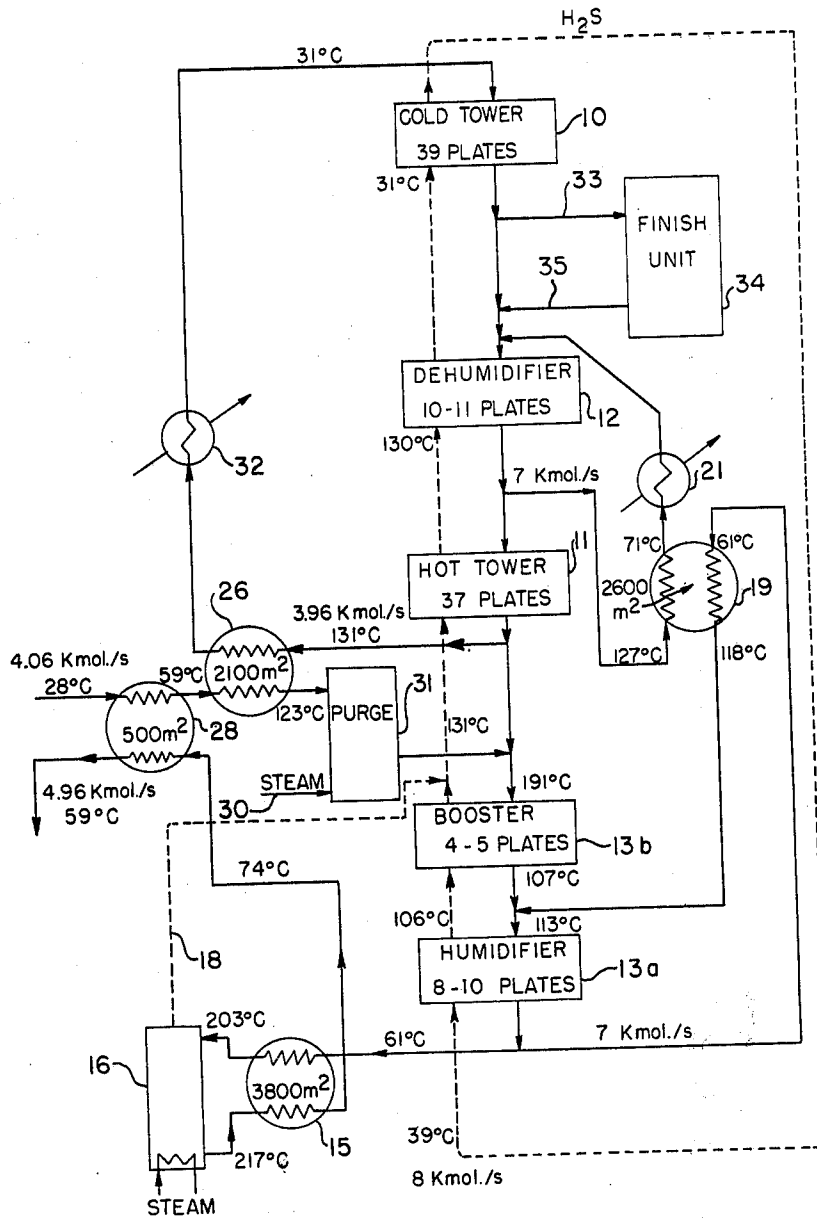 H2S
31°C
COLD TOWER
39 PLATES
10
31°C
33
FINISH
UNIT
35
34
DEHUMIDIFIER
10-11 PLATES
12
130°C
32
7 Kmol./s
21
11
71°C
61°C
HOT TOWER
37 PLATES
2600
m2
19
26
3.96 Kmol./s
131°C
127°C
118°C
4.06 Kmol./s
28°C
59°C
2100m2
31
123°C
PURGE
131°C
500m2
28
STEAM
30
191°C
4.96 Kmol./s
59°C
BOOSTER
4-5 PLATES
13b
74°C
107°C
106°C
113°C
18
HUMIDIFIER
8-10 PLATES
13a
203°C
61°C
7 Kmol./s
16
3800m2
15
39°C
217°C
8 Kmol./s
STEAM